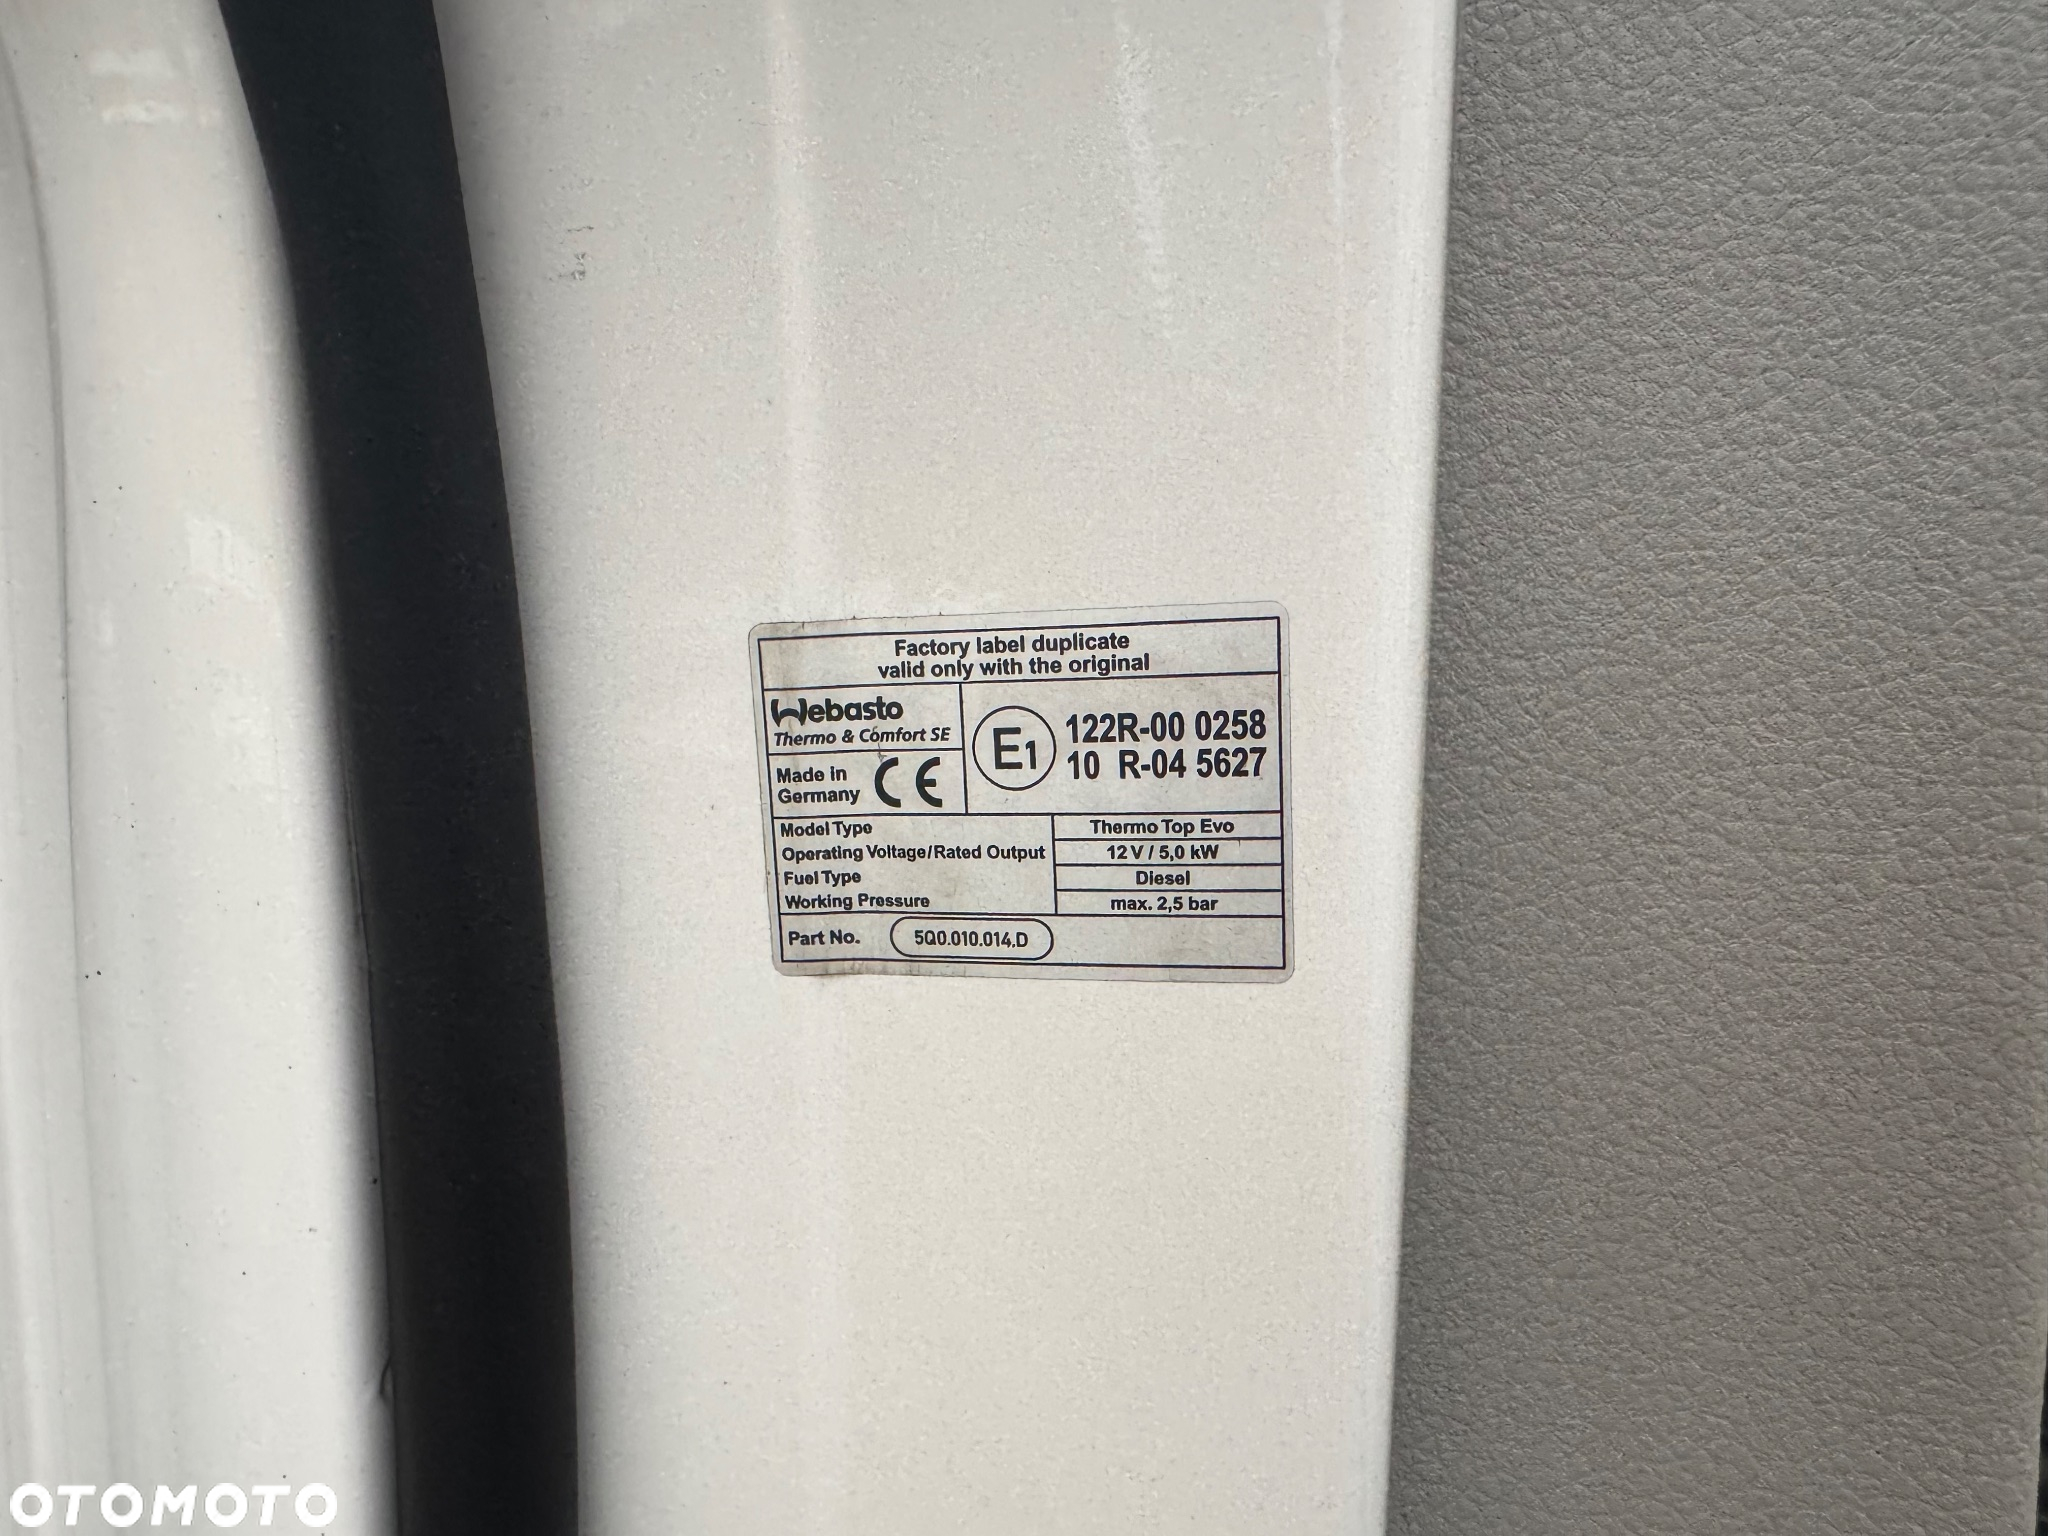 Factory label duplicate
valid only with the original
Webasto
Thermo & Comfort SE
Made in
Germany
CE
E1
122R-00 0258
10 R-04 5627
Model Type
Thermo Top Evo
Operating Voltage/Rated Output
12 V / 5,0 kW
Fuel Type
Diesel
Working Pressure
max. 2,5 bar
Part No.
5Q0.010.014.D
OTOMOTO